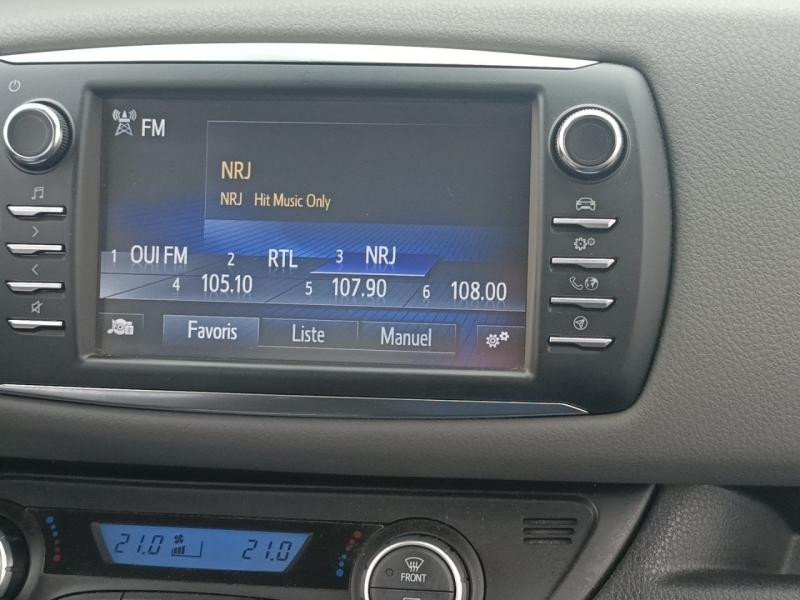 FM
NRJ
NRJ Hit Music Only
1 OUI FM 2 RTL 3 NRJ
4 105.10 5 107.90 6 108.00
Favoris Liste Manuel
21.0 21.0
FRONT